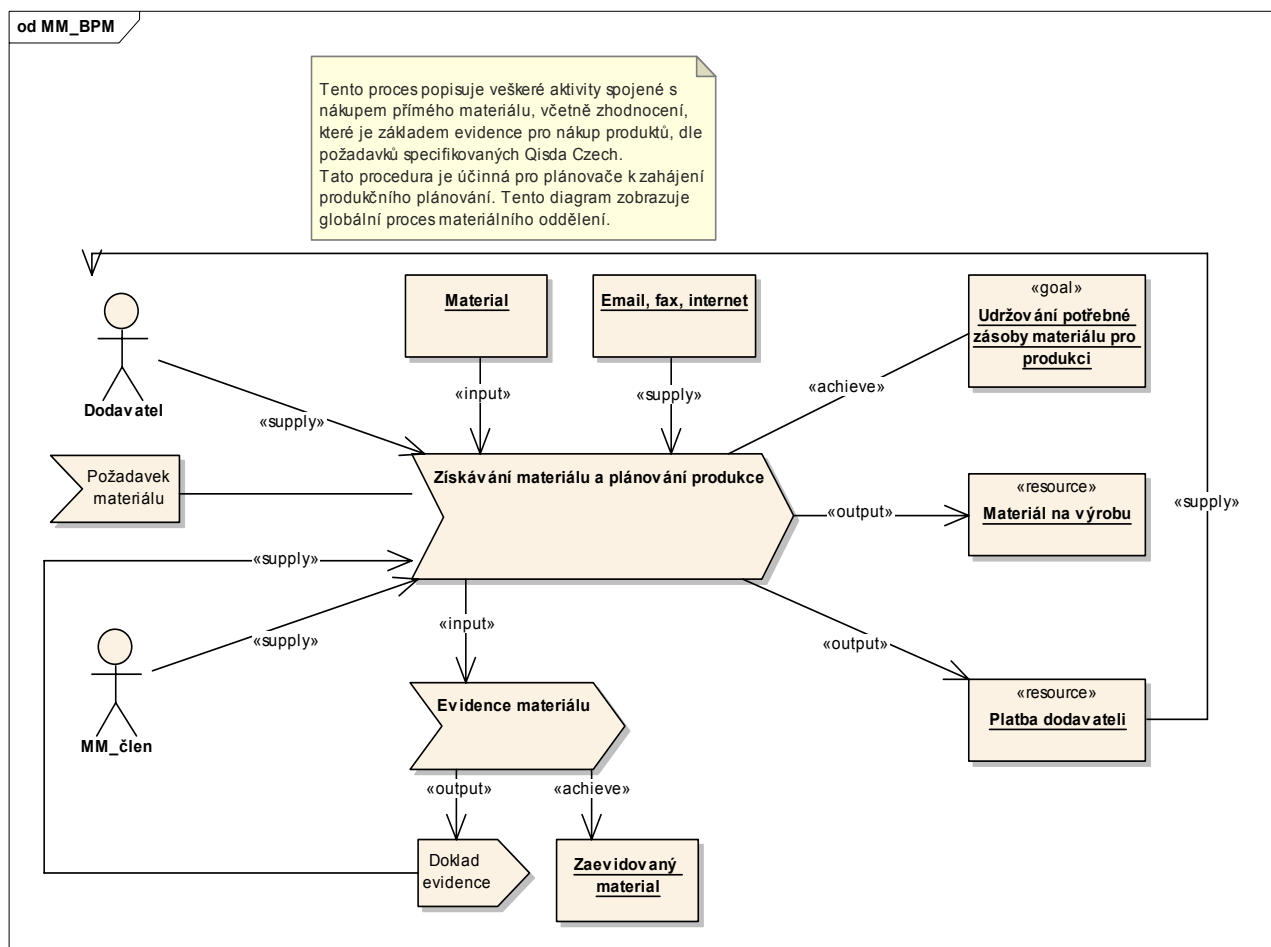 od MM_BPM
Tento proces popisuje veškeré aktivity spojené s
nákupem přímého materiálu, včetně zhodnocení,
které je základem evidence pro nákup produktů, dle
požadavků specifikovaných Qisda Czech.
Tato procedura je účinná pro plánovače k zahájení
produkčního plánování. Tento diagram zobrazuje
globální proces materiálního oddělení.
Material
Email, fax, internet
«goal»
Udržování potřebné
zásoby materiálu pro
produkci
Dodavatel
«supply»
«input»
«supply»
«achieve»
Požadavek
materiálu
Získávání materiálu a plánování produkce
«output»
«resource»
Materiál na výrobu
«supply»
«supply»
«supply»
MM_člen
«input»
«output»
«resource»
Platba dodavateli
Evidence materiálu
«output»
«achieve»
Doklad
evidence
Zaevidovaný
material